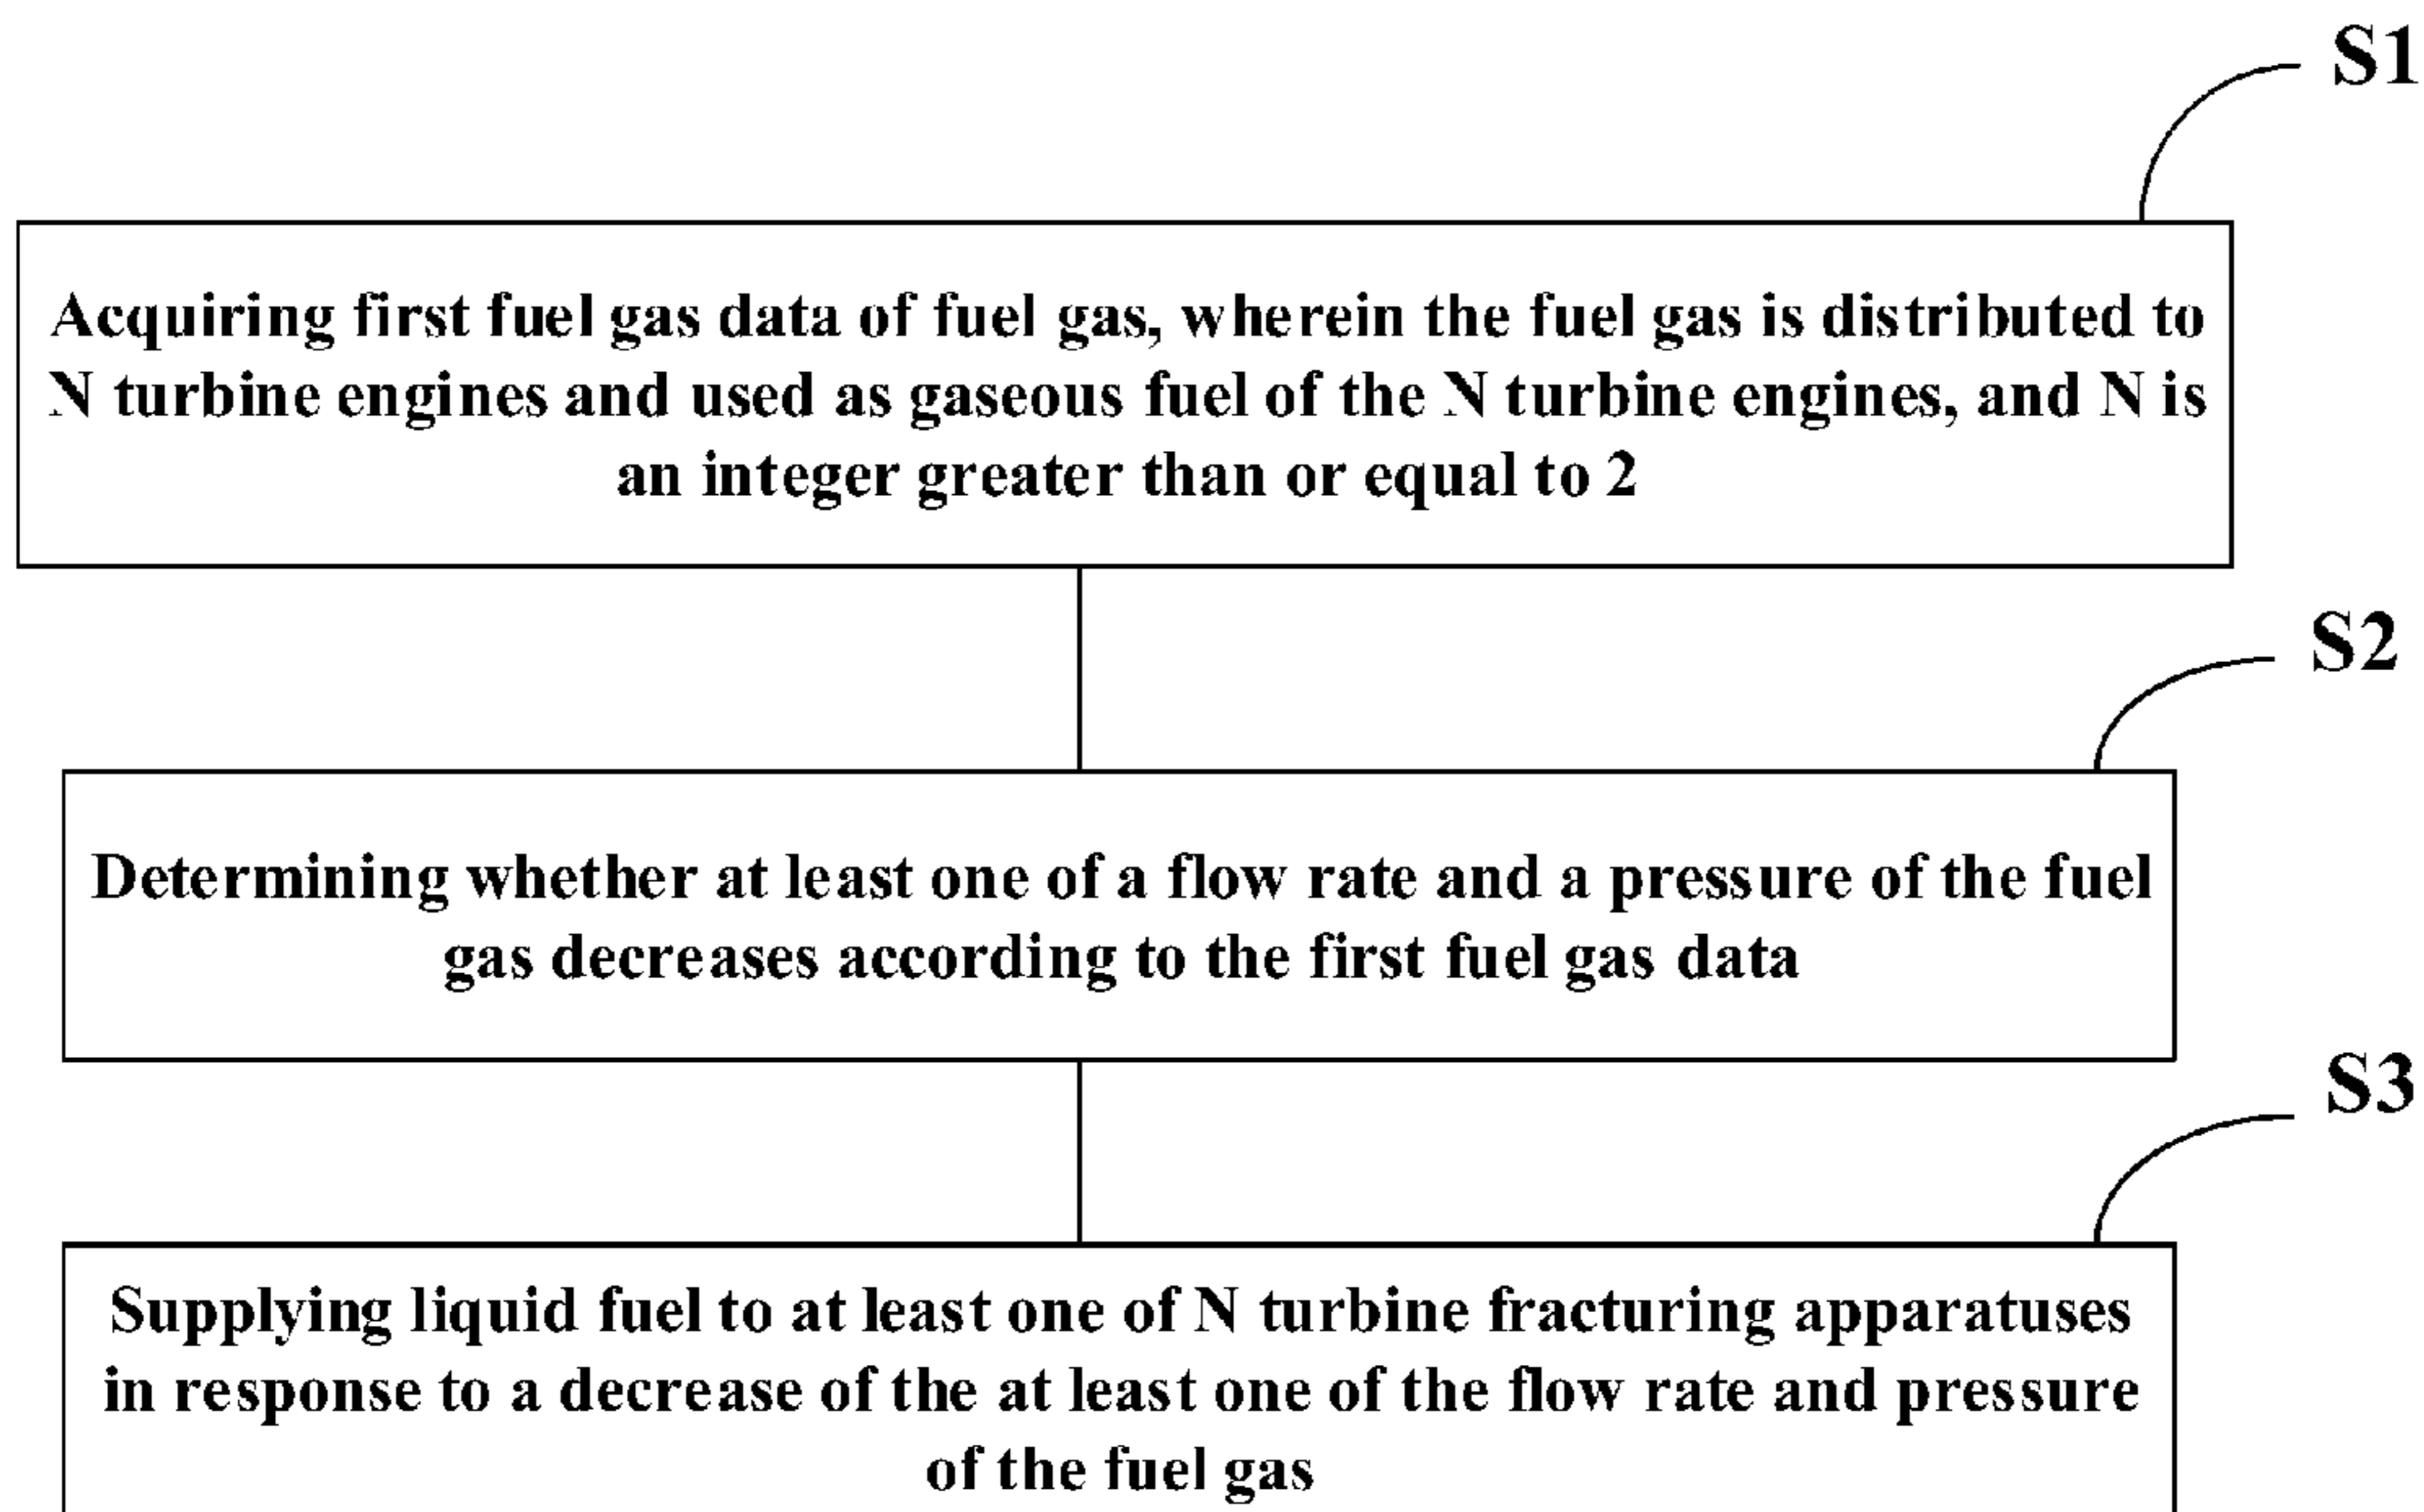 S1
Acquiring first fuel gas data of fuel gas, wherein the fuel gas is distributed to
N turbine engines and used as gaseous fuel of the N turbine engines, and N is
an integer greater than or equal to 2
S2
Determining whether at least one of a flow rate and a pressure of the fuel
gas decreases according to the first fuel gas data
S3
Supplying liquid fuel to at least one of N turbine fracturing apparatuses
in response to a decrease of the at least one of the flow rate and pressure
of the fuel gas